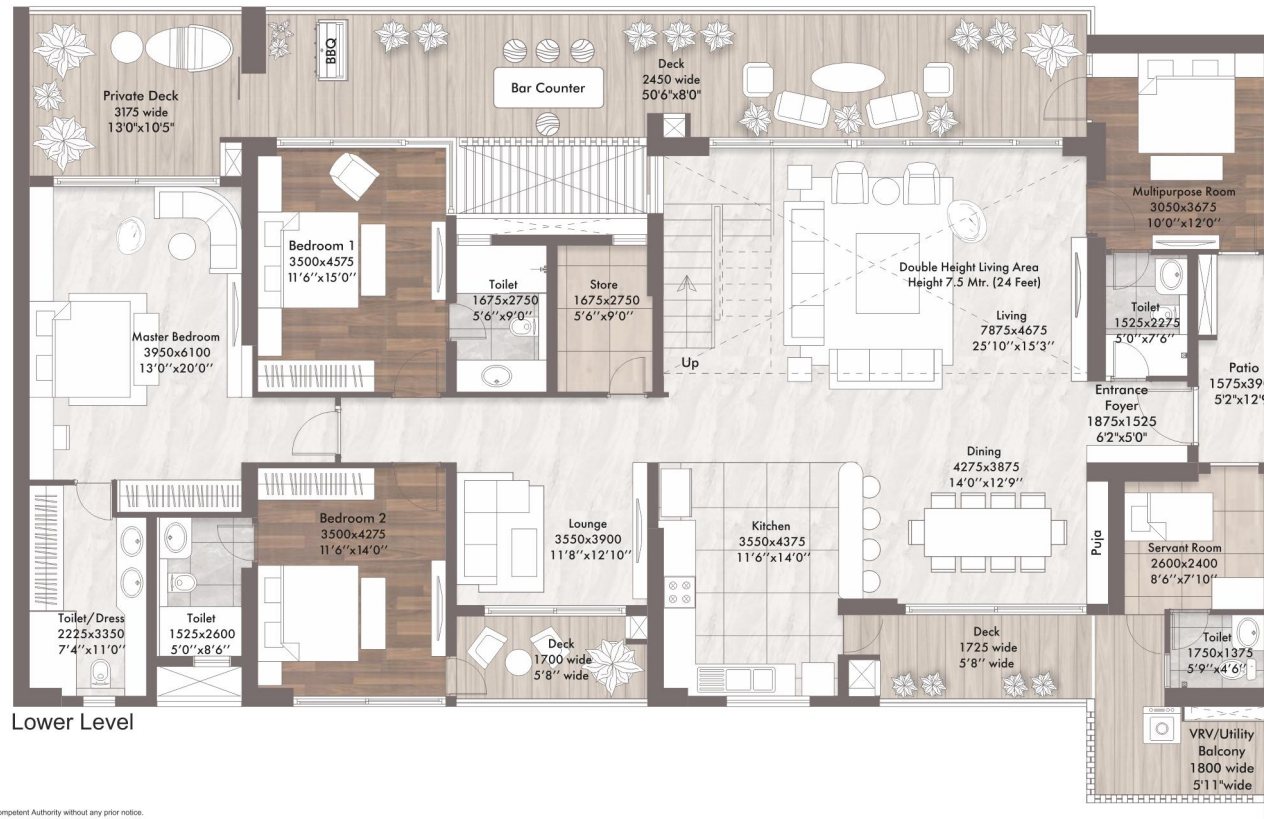 Private Deck
3175 wide
13'0"x10'5"
BBQ
Bar Counter
Deck
2450 wide
50'6"x8'0"
Multipurpose Room
3050x3675
10'0''x12'0''
Bedroom 1
3500x4575
11'6''x15'0''
Toilet
1675x2750
5'6''x9'0''
Store
1675x2750
5'6''x9'0''
Double Height Living Area
Height 7.5 Mtr. (24 Feet)
Living
7875x4675
25'10''x15'3''
Toilet
1525x2275
5'0''x7'6''
Master Bedroom
3950x6100
13'0''x20'0''
Up
Patio
1575x390
5'2"x12'9
Entrance
Foyer
1875x1525
6'2"x5'0"
Dining
4275x3875
14'0''x12'9''
Bedroom 2
3500x4275
11'6''x14'0''
Lounge
3550x3900
11'8''x12'10''
Kitchen
3550x4375
11'6''x14'0''
Puja
Servant Room
2600x2400
8'6''x7'10''
Toilet/Dress
2225x3350
7'4''x11'0''
Toilet
1525x2600
5'0''x8'6''
Deck
1700 wide
5'8'' wide
Deck
1725 wide
5'8'' wide
Toilet
1750x1375
5'9''x4'6''
Lower Level
VRV/Utility
Balcony
1800 wide
5'11"wide
ompetent Authority without any prior notice.